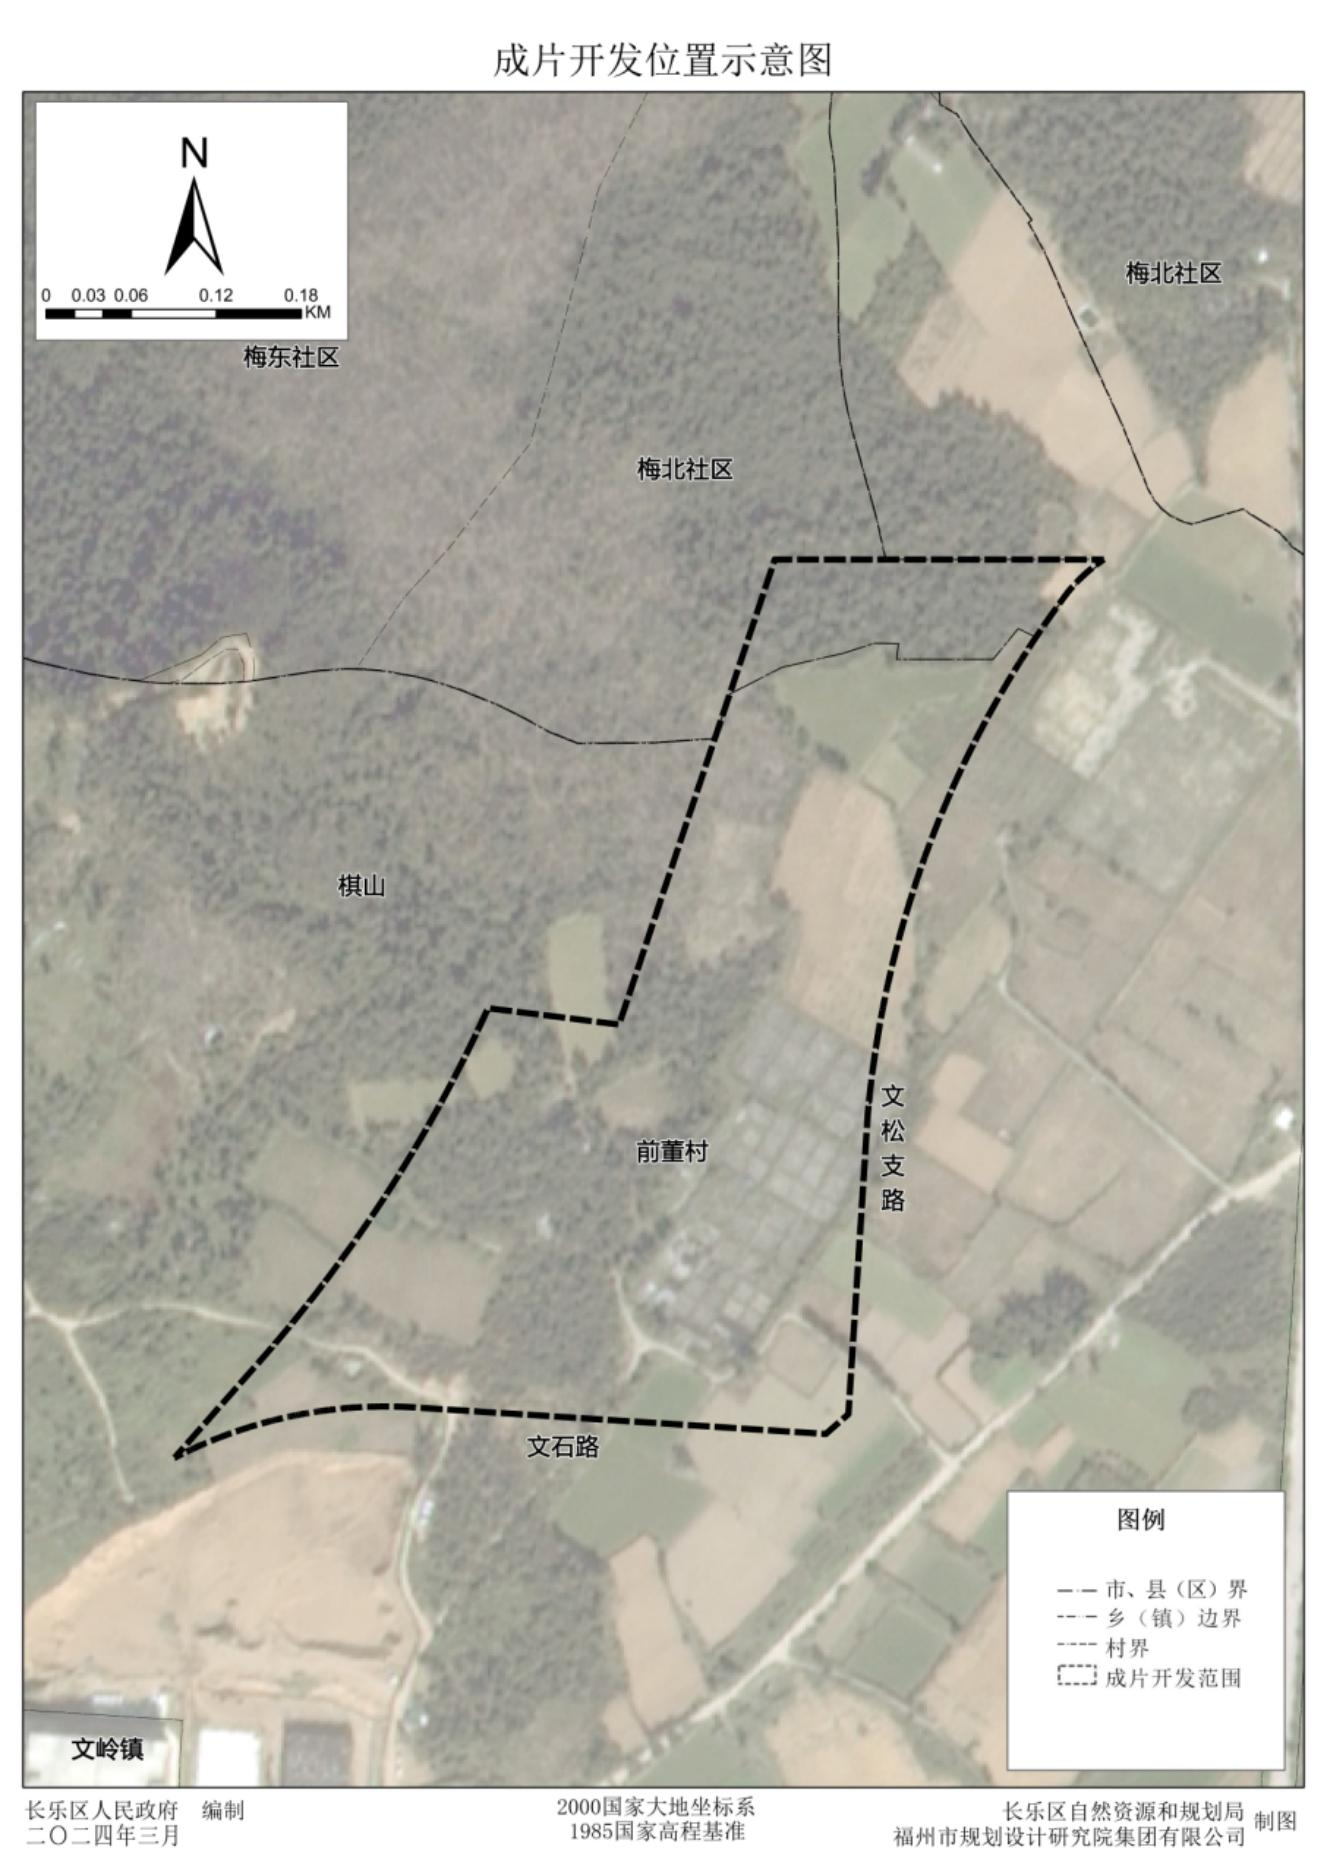 成片开发位置示意图
N
0 0.03 0.06 0.12 0.18
KM
梅东社区
梅北社区
梅北社区
棋山
前董村
文松支路
文石路
文岭镇
图例
市、县（区）界
乡（镇）边界
村界
成片开发范围
长乐区人民政府 编制
二〇二四年三月
2000国家大地坐标系
1985国家高程基准
长乐区自然资源和规划局
福州市规划设计研究院集团有限公司
制图